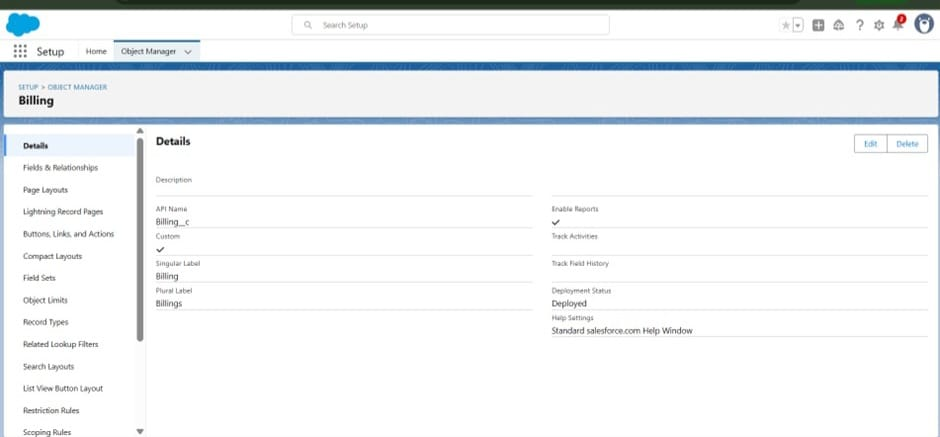 Search Setup
2
Setup Home Object Manager
SETUP > OBJECT MANAGER
Billing
Details
Fields & Relationships
Page Layouts
Lightning Record Pages
Buttons, Links, and Actions
Compact Layouts
Field Sets
Object Limits
Record Types
Related Lookup Filters
Search Layouts
List View Button Layout
Restriction Rules
Scoping Rules
Details
Edit Delete
Description
API Name
Billing__c
Custom
Singular Label
Billing
Plural Label
Billings
Enable Reports
Track Activities
Track Field History
Deployment Status
Deployed
Help Settings
Standard salesforce.com Help Window